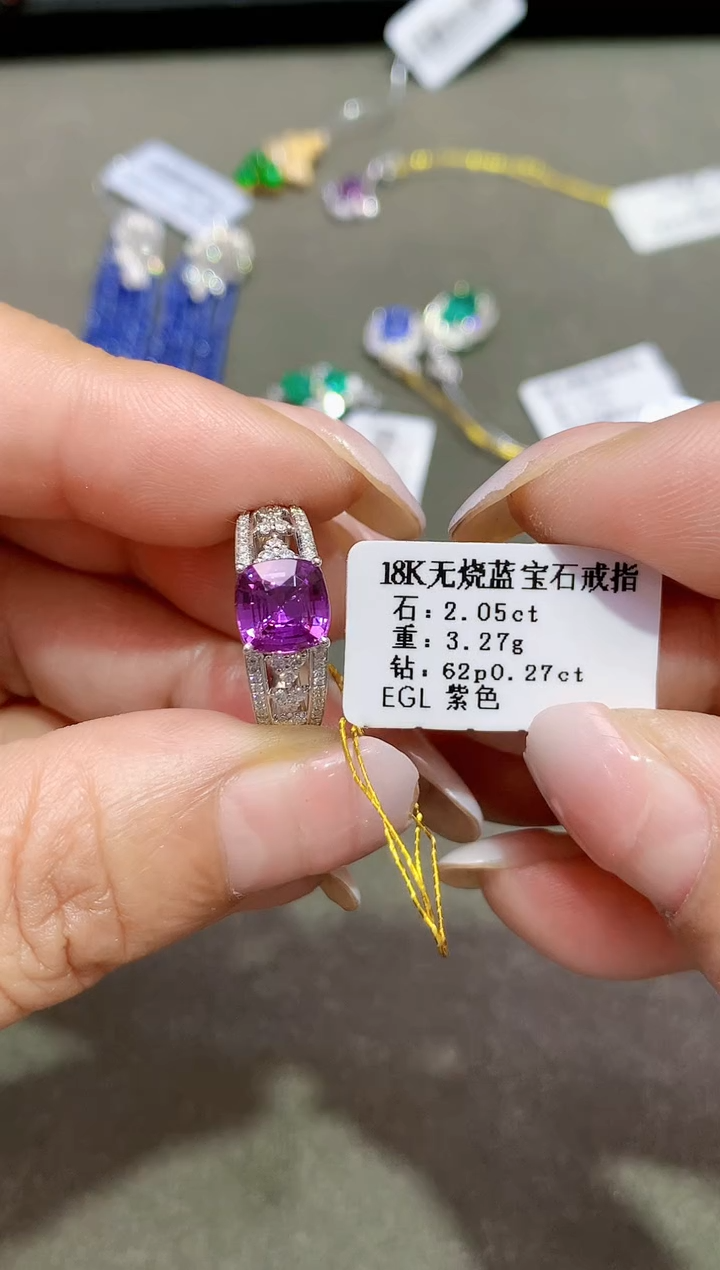 18K无烧蓝宝石戒指
石:2.05ct
重:3.27g
钻:62p0.27ct
EGL 紫色